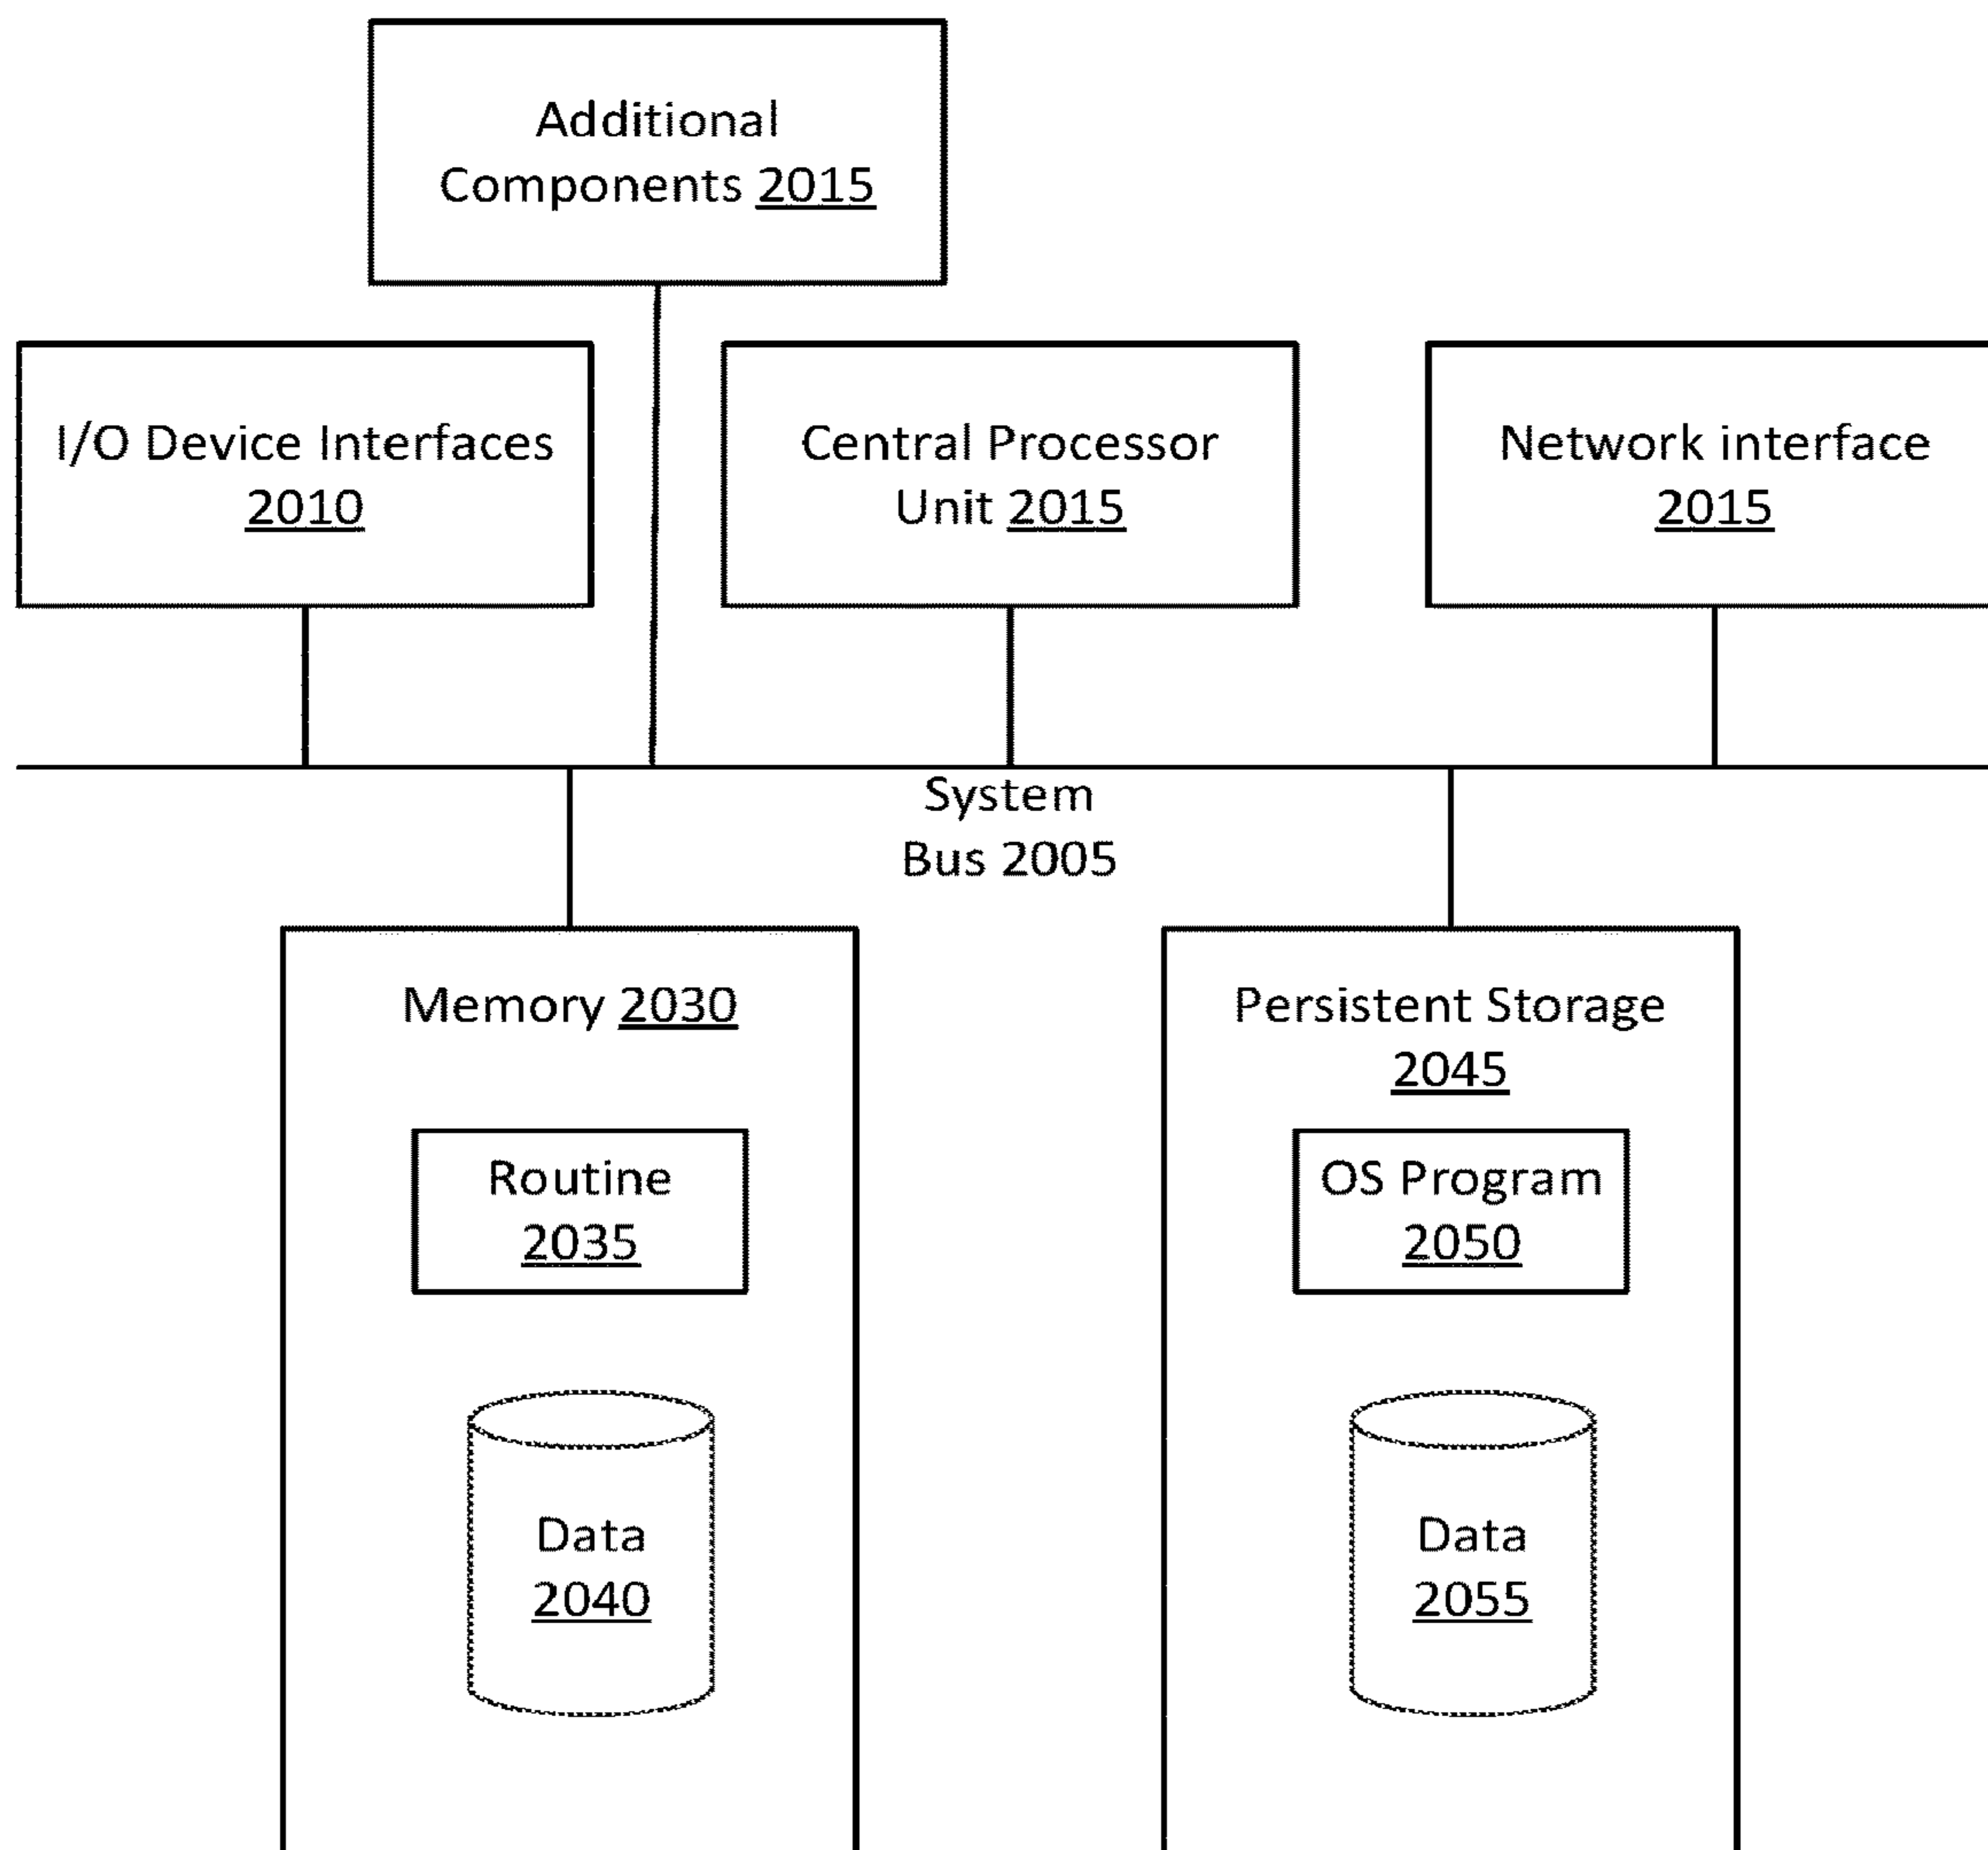 Additional
Components 2015
I/O Device Interfaces
2010
Central Processor
Unit 2015
Network interface
2015
System
Bus 2005
Memory 2030
Routine
2035
Data
2040
Persistent Storage
2045
OS Program
2050
Data
2055